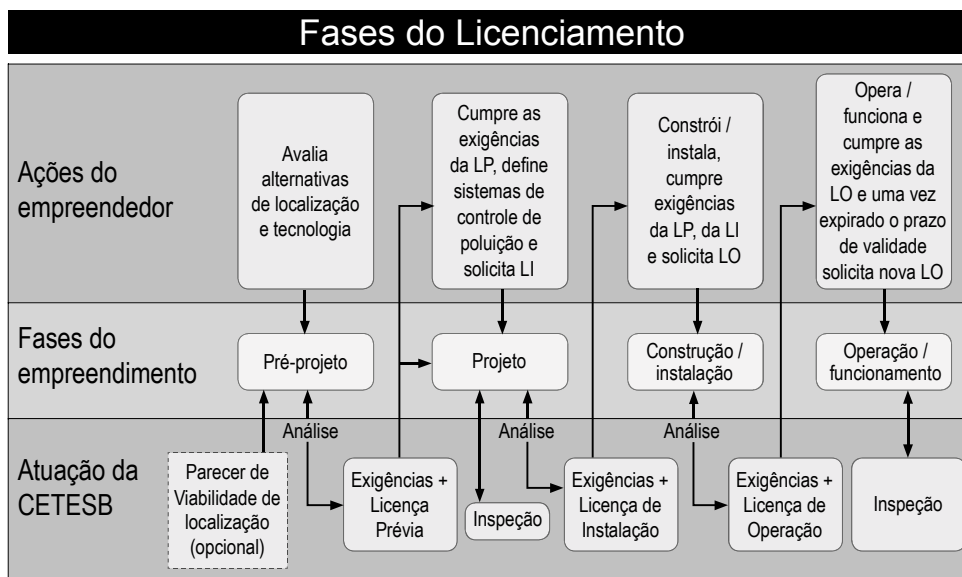 Fases do Licenciamento
Ações do
empreendedor
Avalia
alternativas
de localização
e tecnologia
Cumpre as
exigências
da LP, define
sistemas de
controle de
poluição e
solicita LI
Constrói /
instala,
cumpre
exigências
da LP, da LI
e solicita LO
Opera /
funciona e
cumpre as
exigências da
LO e uma vez
expirado o prazo
de validade
solicita nova LO
Fases do
empreendimento
Pré-projeto
Projeto
Construção /
instalação
Operação /
funcionamento
Análise
Análise
Análise
Atuação da
CETESB
Parecer de
Viabilidade de
localização
(opcional)
Exigências +
Licença
Prévia
Inspeção
Exigências +
Licença de
Instalação
Exigências +
Licença de
Operação
Inspeção